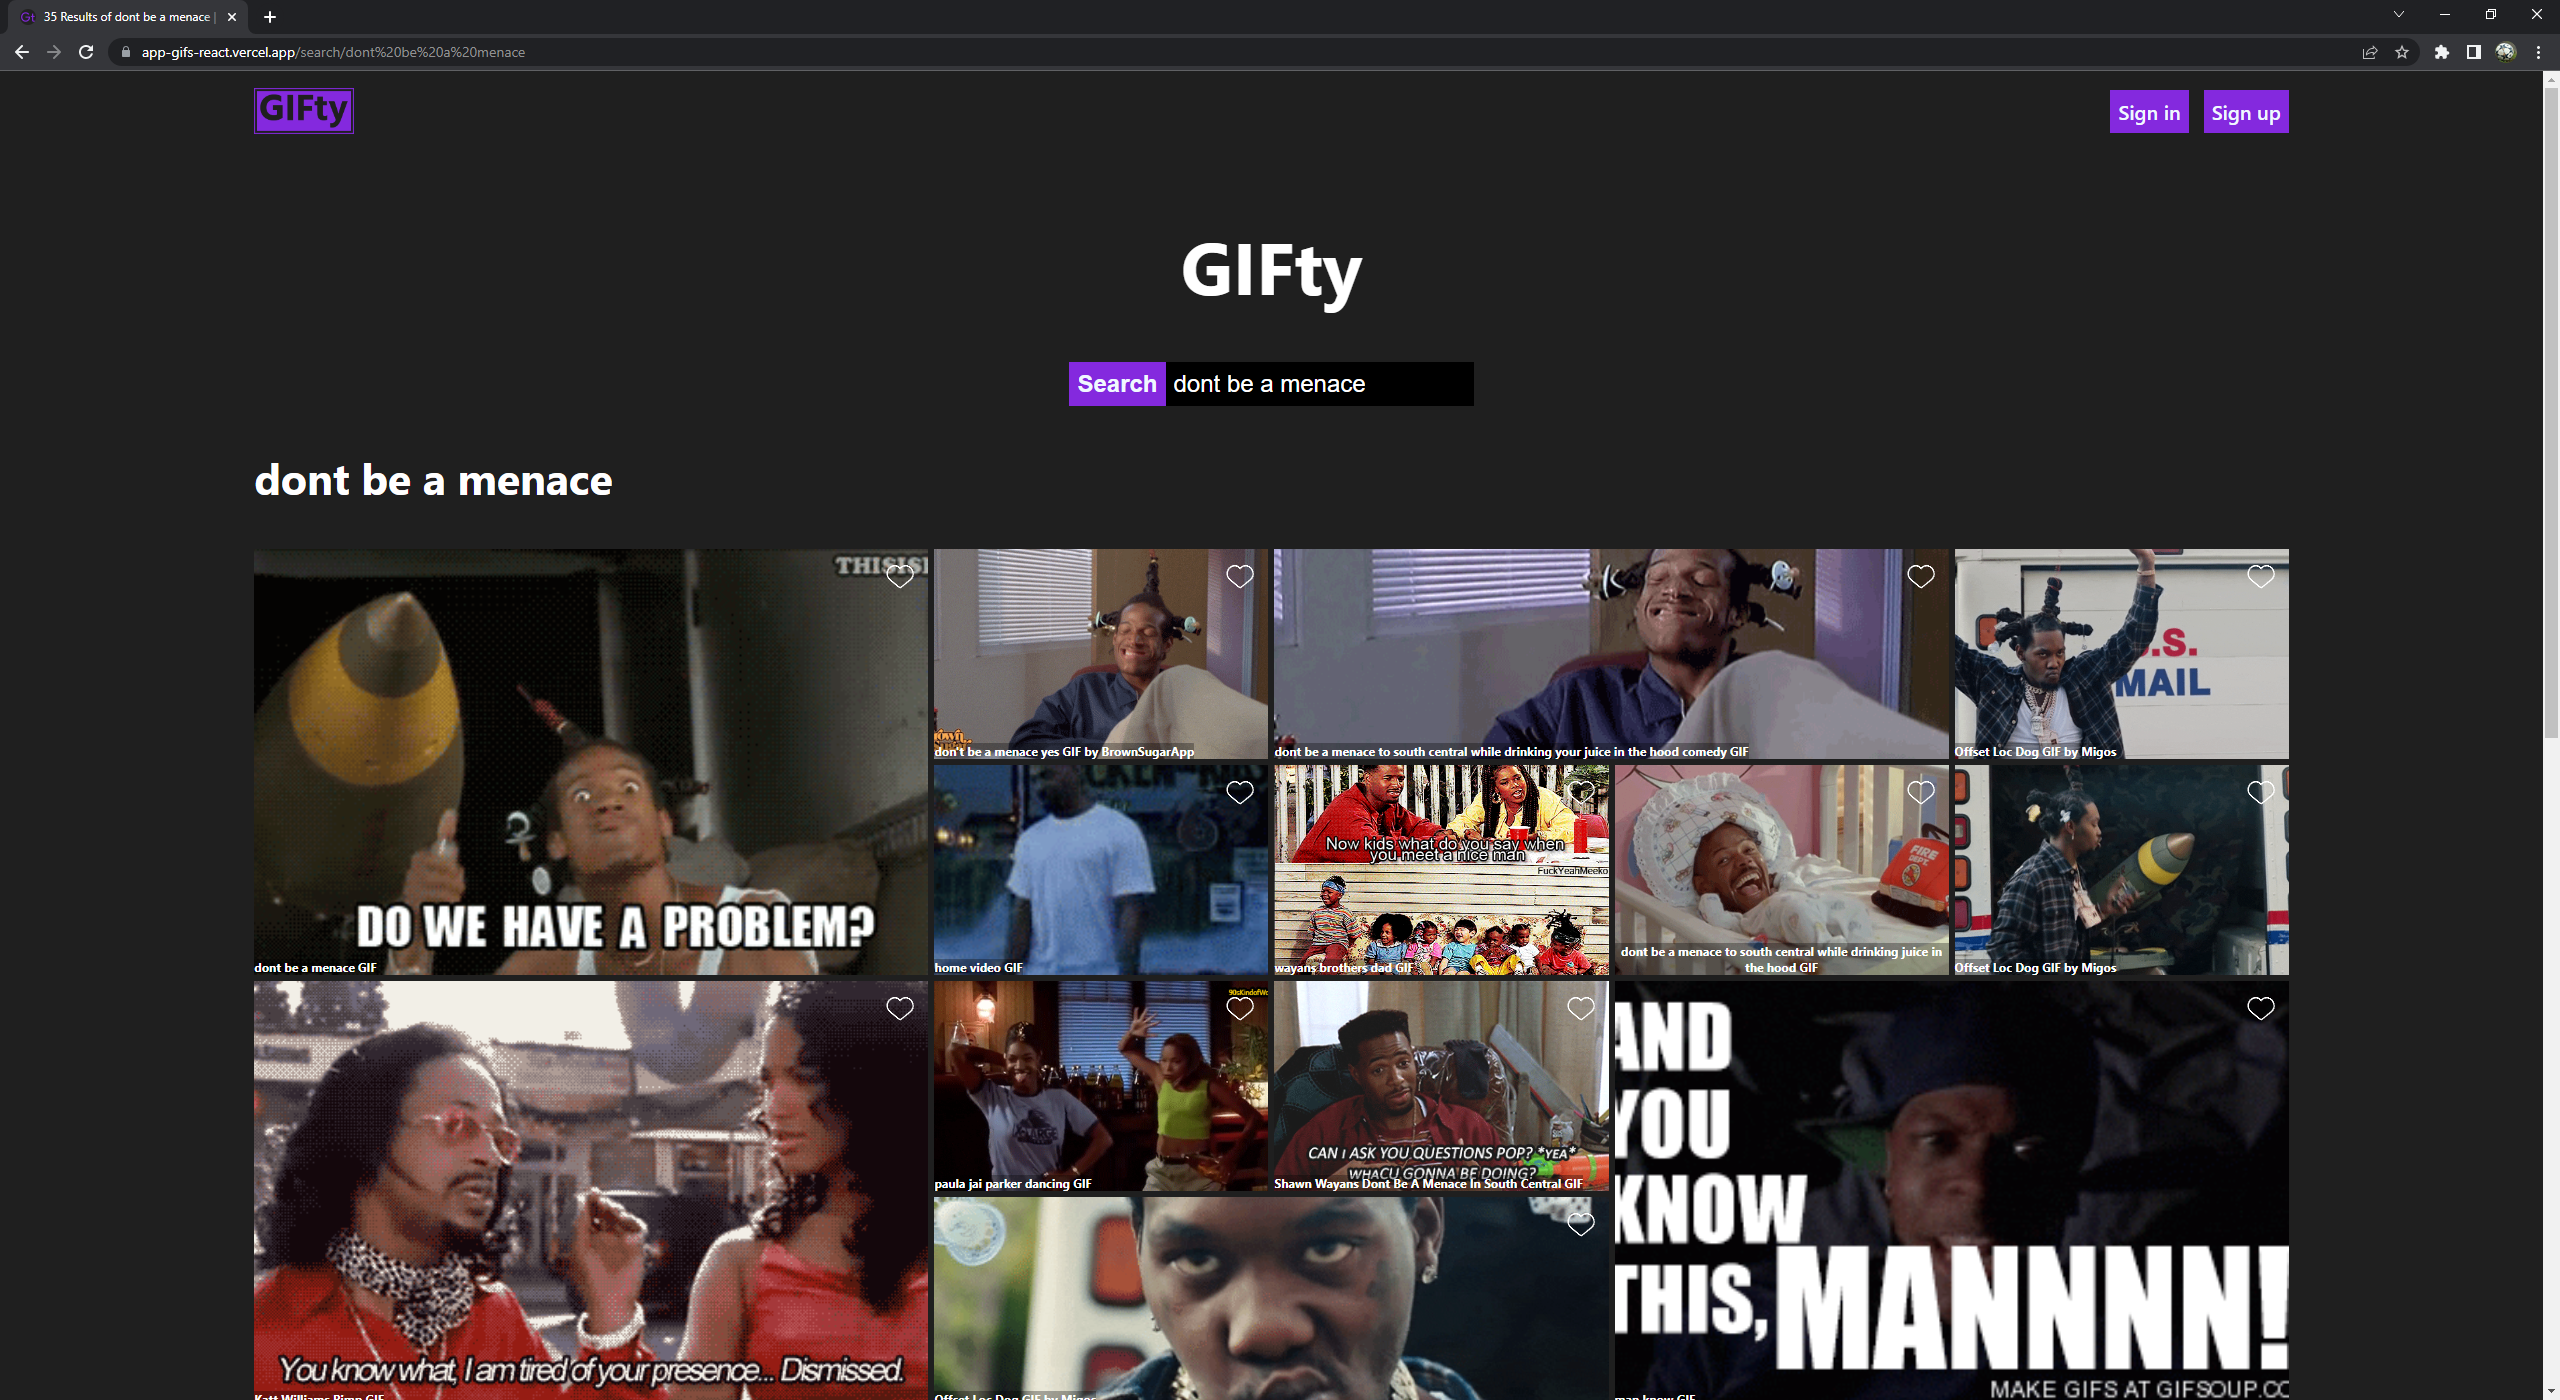 35 Results of dont be a menace |
app-gifs-react.vercel.app/search/dont%20be%20a%20menace
GIFty
Sign in
Sign up
GIFty
Search
dont be a menace
dont be a menace
THISIS
DO WE HAVE A PROBLEM?
dont be a menace GIF
don't be a menace yes GIF by BrownSugarApp
dont be a menace to south central while drinking your juice in the hood comedy GIF
.S.
MAIL
Offset Loc Dog GIF by Migos
home video GIF
Now kids what do you say when
you meet a nice man
FuckYeahMeeko
wayans brothers dad GIF
FIRE
DEPT.
dont be a menace to south central while drinking juice in
the hood GIF
Offset Loc Dog GIF by Migos
You know what, I am tired of your presence... Dismissed.
Katt Williams Pimp GIF
90sKindofWo
paula jai parker dancing GIF
CAN I ASK YOU QUESTIONS POP? *YEA*
WHACU GONNA BE DOING?
Shawn Wayans Dont Be A Menace In South Central GIF
Offset Loc Dog GIF by Migos
AND
YOU
KNOW
THIS, MANNNN!
MAKE GIFS AT GIFSOUP.CO
man know GIF